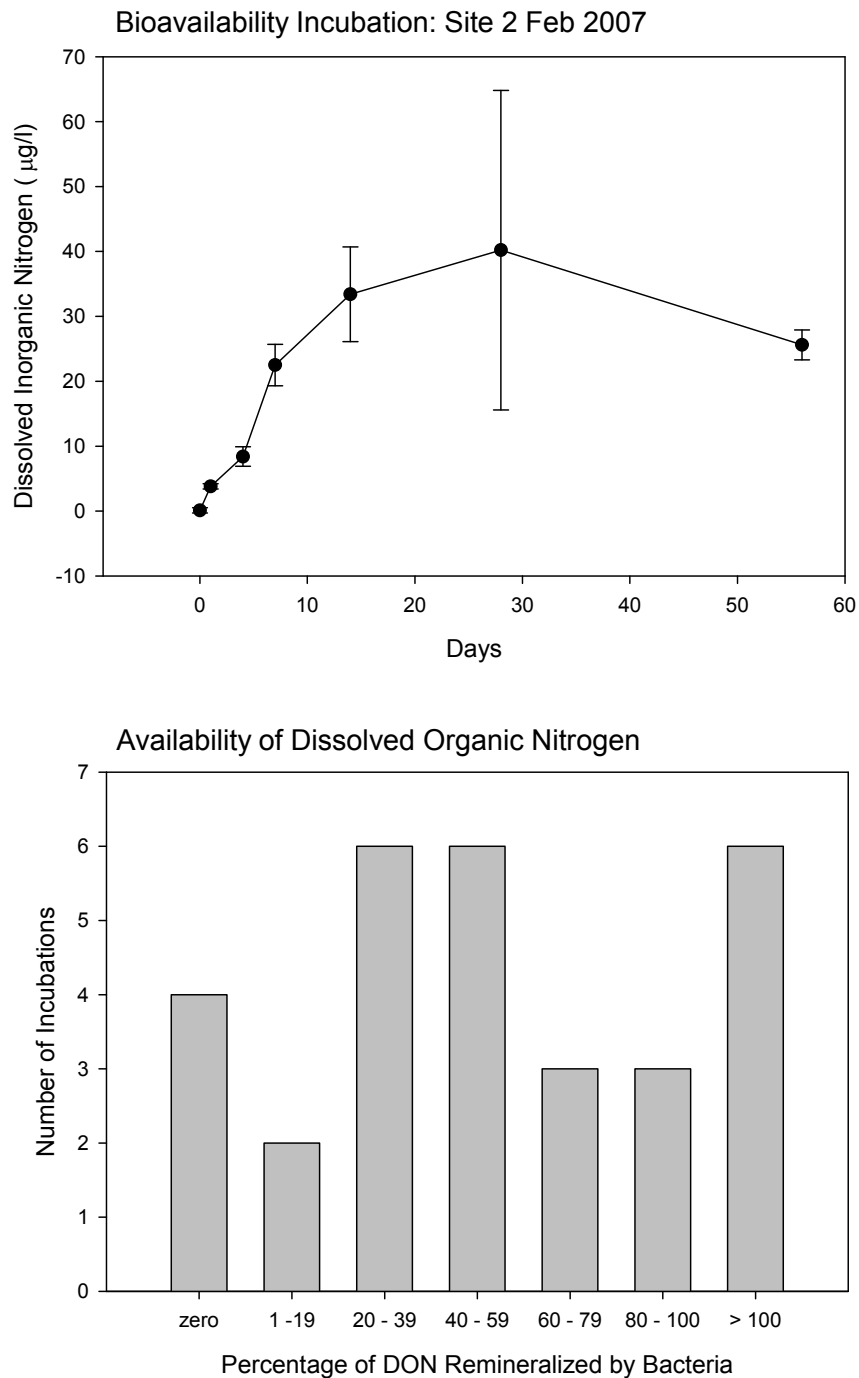 Bioavailability Incubation: Site 2 Feb 2007
Dissolved Inorganic Nitrogen ( μg/l)
70
60
50
40
30
20
10
0
-10
0 10 20 30 40 50 60
Days
Availability of Dissolved Organic Nitrogen
Number of Incubations
7
6
5
4
3
2
1
0
zero 1 -19 20 - 39 40 - 59 60 - 79 80 - 100 > 100
Percentage of DON Remineralized by Bacteria